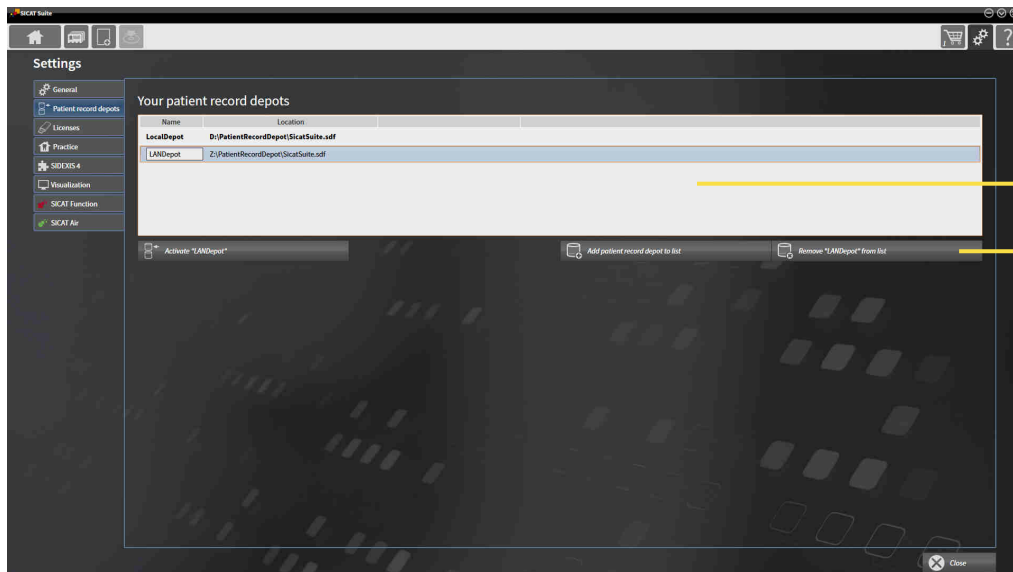 SICAT Suite
1
?
Settings
General
Patient record depots
Licenses
Practice
SIDEXIS 4
Visualization
SICAT Function
SICAT Air
Your patient record depots
Name Location
LocalDepot D:\PatientRecordDepot\SicatSuite.sdf
LANDepot Z:\PatientRecordDepot\SicatSuite.sdf
Activate "LANDepot" Add patient record depot to list Remove "LANDepot" from list
Close